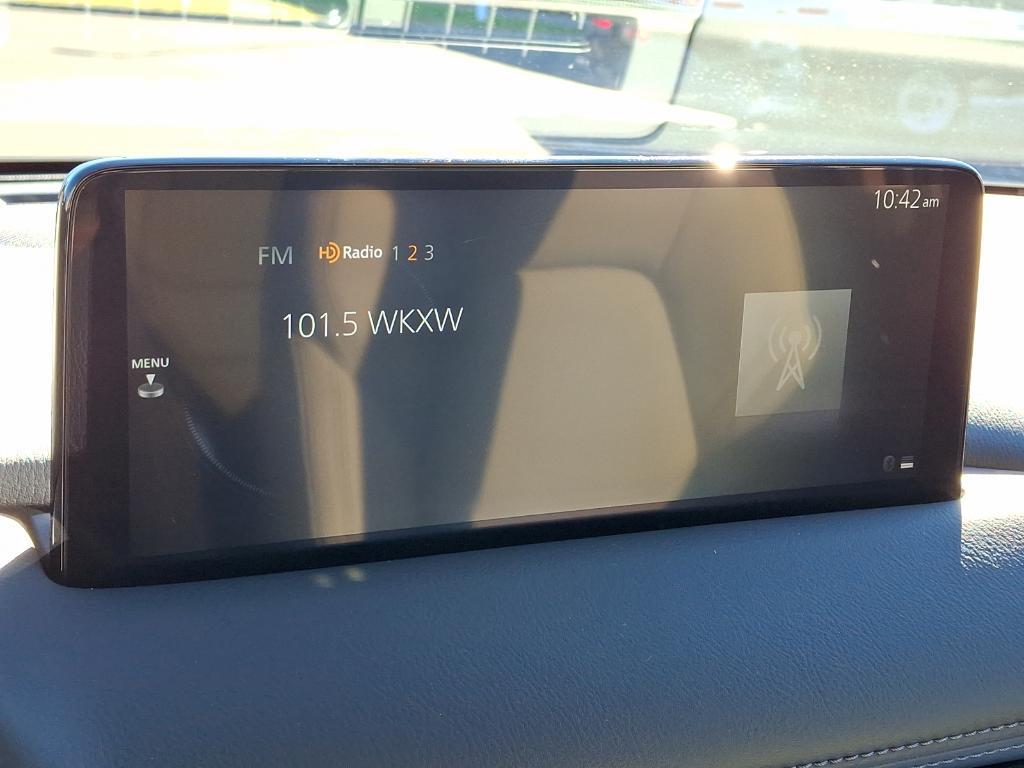 10:42 am
FM HD Radio 1 2 3
101.5 WKXW
MENU